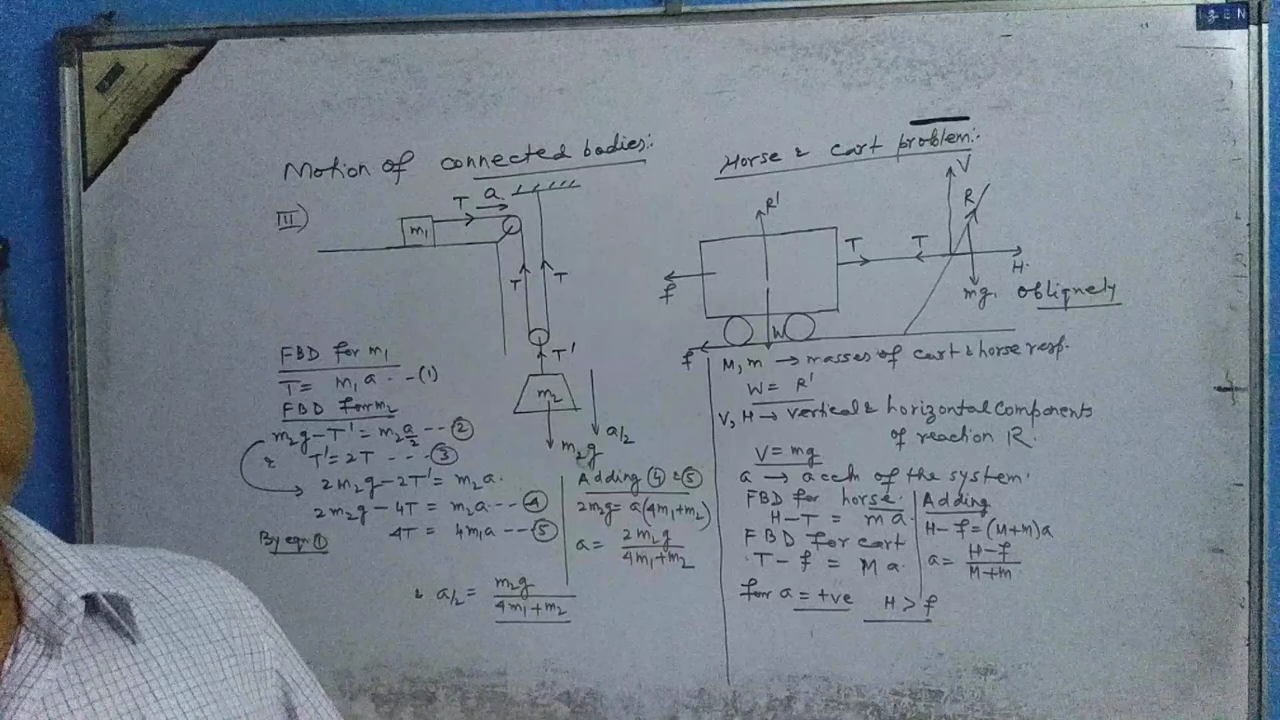 Motion of connected bodies:
III)
T a
m₁
T T
T'
m₂
a/2
m₂g
FBD for m₁
T = m₁a --(1)
FBD for m₂
m₂g-T' = m₂a/2 --- ②
& T' = 2T --- ③
2m₂g-2T' = m₂a.
2m₂g - 4T = m₂a --- ④
By eqn ① 4T = 4m₁a --- ⑤
Adding ④ & ⑤
2m₂g = a(4m₁+m₂)
a = 2m₂g/4m₁+m₂
& a/2 = m₂g/4m₁+m₂
Horse & cart problem:
V
R' R
T T
f H
mg, obliquely
f W
M, m → masses of cart & horse resp.
W = R'
V, H → vertical & horizontal components
of reaction R.
V = mg
a → accn of the system.
FBD for horse.
H-T = ma.
FBD for cart
T - f = Ma.
Adding
H-f = (M+m)a
a = H-f/M+m
for a = +ve H > f